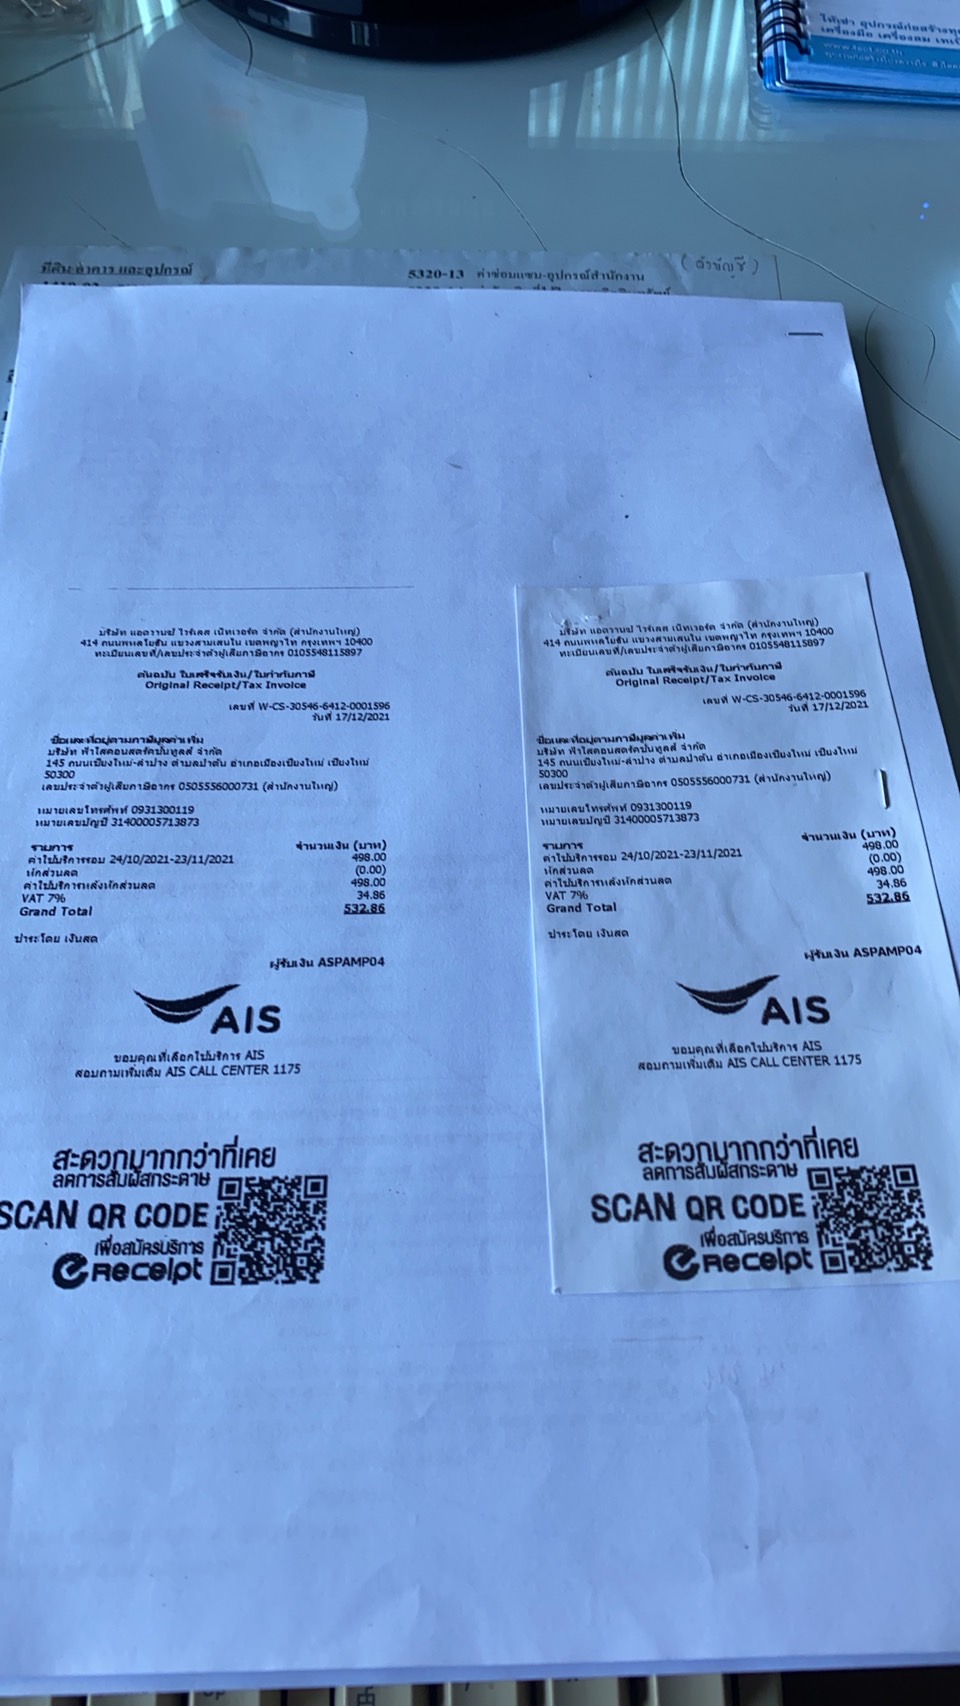 ให้เช่า อุปกรณ์ก่อสร้างทุก
เครื่องมือ เครื่องลม เทเบิ้
ที่ดิน อาคาร และอุปกรณ์
5320-13 ค่าซ่อมแซม-อุปกรณ์สำนักงาน
(ตัวบัญชี)
บริษัท แอดวานซ์ ไวร์เลส เน็ทเวอร์ค จำกัด (สำนักงานใหญ่)
414 ถนนพหลโยธิน แขวงสามเสนใน เขตพญาไท กรุงเทพฯ 10400
ทะเบียนเลขที่/เลขประจำตัวผู้เสียภาษีอากร 0105548115897
ต้นฉบับ ใบเสร็จรับเงิน/ใบกำกับภาษี
Original Receipt/Tax Invoice
เลขที่ W-CS-30546-6412-0001596
วันที่ 17/12/2021
ชื่อและที่อยู่ตามภาษีมูลค่าเพิ่ม
บริษัท ฟ้าใสคอนสตรัคชั่นทูลส์ จำกัด
145 ถนนเชียงใหม่-ลำปาง ตำบลป่าตัน อำเภอเมืองเชียงใหม่ เชียงใหม่
50300
เลขประจำตัวผู้เสียภาษีอากร 0505556000731 (สำนักงานใหญ่)
หมายเลขโทรศัพท์ 0931300119
หมายเลขบัญชี 31400005713873
รายการ จำนวนเงิน (บาท)
ค่าใช้บริการรอบ 24/10/2021-23/11/2021 498.00
หักส่วนลด (0.00)
ค่าใช้บริการหลังหักส่วนลด 498.00
VAT 7% 34.86
Grand Total 532.86
ชำระโดย เงินสด
ผู้รับเงิน ASPAMP04
AIS
ขอบคุณที่เลือกใช้บริการ AIS
สอบถามเพิ่มเติม AIS CALL CENTER 1175
สะดวกมากกว่าที่เคย
ลดการสัมผัสกระดาษ
SCAN QR CODE
เพื่อสมัครบริการ
eReceipt
บริษัท แอดวานซ์ ไวร์เลส เน็ทเวอร์ค จำกัด (สำนักงานใหญ่)
414 ถนนพหลโยธิน แขวงสามเสนใน เขตพญาไท กรุงเทพฯ 10400
ทะเบียนเลขที่/เลขประจำตัวผู้เสียภาษีอากร 0105548115897
ต้นฉบับ ใบเสร็จรับเงิน/ใบกำกับภาษี
Original Receipt/Tax Invoice
เลขที่ W-CS-30546-6412-0001596
วันที่ 17/12/2021
ชื่อและที่อยู่ตามภาษีมูลค่าเพิ่ม
บริษัท ฟ้าใสคอนสตรัคชั่นทูลส์ จำกัด
145 ถนนเชียงใหม่-ลำปาง ตำบลป่าตัน อำเภอเมืองเชียงใหม่ เชียงใหม่
50300
เลขประจำตัวผู้เสียภาษีอากร 0505556000731 (สำนักงานใหญ่)
หมายเลขโทรศัพท์ 0931300119
หมายเลขบัญชี 31400005713873
รายการ จำนวนเงิน (บาท)
ค่าใช้บริการรอบ 24/10/2021-23/11/2021 498.00
หักส่วนลด (0.00)
ค่าใช้บริการหลังหักส่วนลด 498.00
VAT 7% 34.86
Grand Total 532.86
ชำระโดย เงินสด
ผู้รับเงิน ASPAMP04
AIS
ขอบคุณที่เลือกใช้บริการ AIS
สอบถามเพิ่มเติม AIS CALL CENTER 1175
สะดวกมากกว่าที่เคย
ลดการสัมผัสกระดาษ
SCAN QR CODE
เพื่อสมัครบริการ
eReceipt